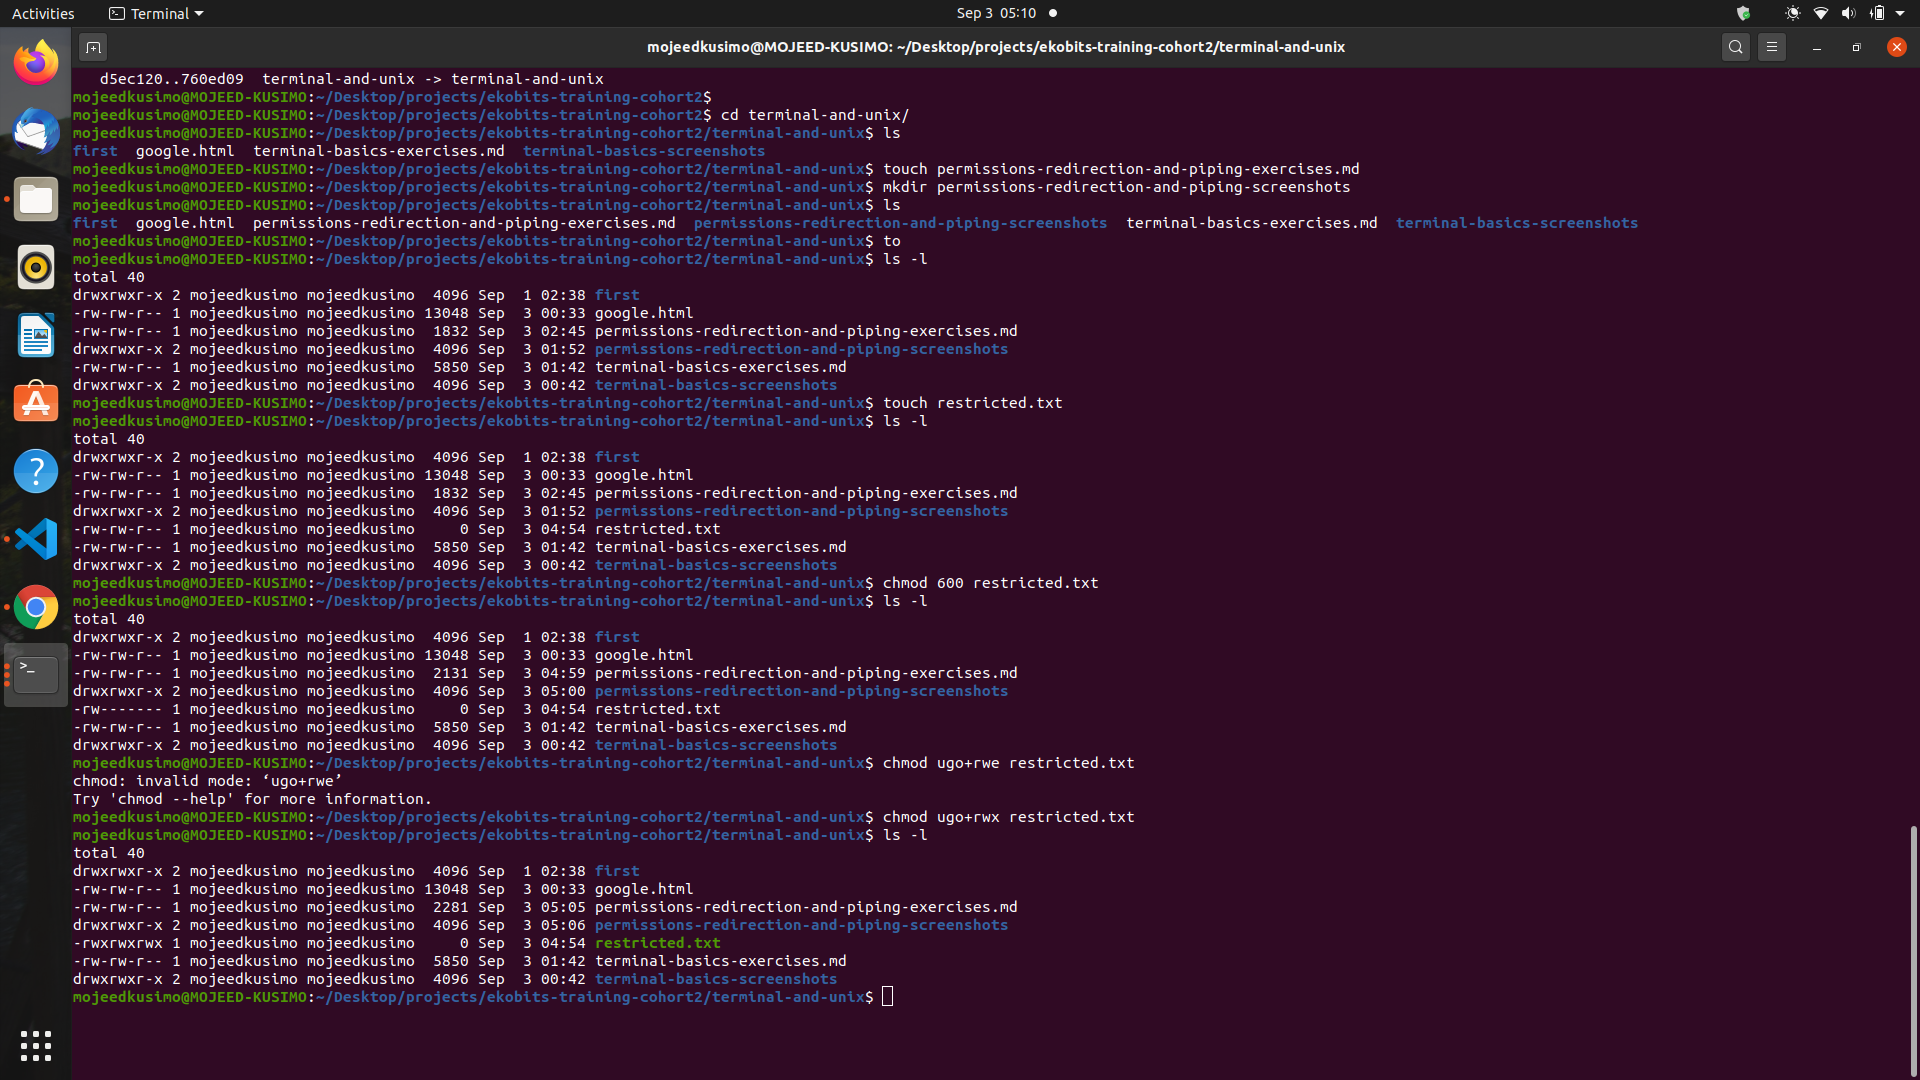 Activities Terminal Sep 3 05:10
mojeedkusimo@MOJEED-KUSIMO: ~/Desktop/projects/ekobits-training-cohort2/terminal-and-unix
   d5ec120..760ed09  terminal-and-unix -> terminal-and-unix
mojeedkusimo@MOJEED-KUSIMO:~/Desktop/projects/ekobits-training-cohort2$
mojeedkusimo@MOJEED-KUSIMO:~/Desktop/projects/ekobits-training-cohort2$ cd terminal-and-unix/
mojeedkusimo@MOJEED-KUSIMO:~/Desktop/projects/ekobits-training-cohort2/terminal-and-unix$ ls
first  google.html  terminal-basics-exercises.md  terminal-basics-screenshots
mojeedkusimo@MOJEED-KUSIMO:~/Desktop/projects/ekobits-training-cohort2/terminal-and-unix$ touch permissions-redirection-and-piping-exercises.md
mojeedkusimo@MOJEED-KUSIMO:~/Desktop/projects/ekobits-training-cohort2/terminal-and-unix$ mkdir permissions-redirection-and-piping-screenshots
mojeedkusimo@MOJEED-KUSIMO:~/Desktop/projects/ekobits-training-cohort2/terminal-and-unix$ ls
first  google.html  permissions-redirection-and-piping-exercises.md  permissions-redirection-and-piping-screenshots  terminal-basics-exercises.md  terminal-basics-screenshots
mojeedkusimo@MOJEED-KUSIMO:~/Desktop/projects/ekobits-training-cohort2/terminal-and-unix$ to
mojeedkusimo@MOJEED-KUSIMO:~/Desktop/projects/ekobits-training-cohort2/terminal-and-unix$ ls -l
total 40
drwxrwxr-x 2 mojeedkusimo mojeedkusimo  4096 Sep  1 02:38 first
-rw-rw-r-- 1 mojeedkusimo mojeedkusimo 13048 Sep  3 00:33 google.html
-rw-rw-r-- 1 mojeedkusimo mojeedkusimo  1832 Sep  3 02:45 permissions-redirection-and-piping-exercises.md
drwxrwxr-x 2 mojeedkusimo mojeedkusimo  4096 Sep  3 01:52 permissions-redirection-and-piping-screenshots
-rw-rw-r-- 1 mojeedkusimo mojeedkusimo  5850 Sep  3 01:42 terminal-basics-exercises.md
drwxrwxr-x 2 mojeedkusimo mojeedkusimo  4096 Sep  3 00:42 terminal-basics-screenshots
mojeedkusimo@MOJEED-KUSIMO:~/Desktop/projects/ekobits-training-cohort2/terminal-and-unix$ touch restricted.txt
mojeedkusimo@MOJEED-KUSIMO:~/Desktop/projects/ekobits-training-cohort2/terminal-and-unix$ ls -l
total 40
drwxrwxr-x 2 mojeedkusimo mojeedkusimo  4096 Sep  1 02:38 first
-rw-rw-r-- 1 mojeedkusimo mojeedkusimo 13048 Sep  3 00:33 google.html
-rw-rw-r-- 1 mojeedkusimo mojeedkusimo  1832 Sep  3 02:45 permissions-redirection-and-piping-exercises.md
drwxrwxr-x 2 mojeedkusimo mojeedkusimo  4096 Sep  3 01:52 permissions-redirection-and-piping-screenshots
-rw-rw-r-- 1 mojeedkusimo mojeedkusimo     0 Sep  3 04:54 restricted.txt
-rw-rw-r-- 1 mojeedkusimo mojeedkusimo  5850 Sep  3 01:42 terminal-basics-exercises.md
drwxrwxr-x 2 mojeedkusimo mojeedkusimo  4096 Sep  3 00:42 terminal-basics-screenshots
mojeedkusimo@MOJEED-KUSIMO:~/Desktop/projects/ekobits-training-cohort2/terminal-and-unix$ chmod 600 restricted.txt
mojeedkusimo@MOJEED-KUSIMO:~/Desktop/projects/ekobits-training-cohort2/terminal-and-unix$ ls -l
total 40
drwxrwxr-x 2 mojeedkusimo mojeedkusimo  4096 Sep  1 02:38 first
-rw-rw-r-- 1 mojeedkusimo mojeedkusimo 13048 Sep  3 00:33 google.html
-rw-rw-r-- 1 mojeedkusimo mojeedkusimo  2131 Sep  3 04:59 permissions-redirection-and-piping-exercises.md
drwxrwxr-x 2 mojeedkusimo mojeedkusimo  4096 Sep  3 05:00 permissions-redirection-and-piping-screenshots
-rw------- 1 mojeedkusimo mojeedkusimo     0 Sep  3 04:54 restricted.txt
-rw-rw-r-- 1 mojeedkusimo mojeedkusimo  5850 Sep  3 01:42 terminal-basics-exercises.md
drwxrwxr-x 2 mojeedkusimo mojeedkusimo  4096 Sep  3 00:42 terminal-basics-screenshots
mojeedkusimo@MOJEED-KUSIMO:~/Desktop/projects/ekobits-training-cohort2/terminal-and-unix$ chmod ugo+rwe restricted.txt
chmod: invalid mode: ‘ugo+rwe’
Try 'chmod --help' for more information.
mojeedkusimo@MOJEED-KUSIMO:~/Desktop/projects/ekobits-training-cohort2/terminal-and-unix$ chmod ugo+rwx restricted.txt
mojeedkusimo@MOJEED-KUSIMO:~/Desktop/projects/ekobits-training-cohort2/terminal-and-unix$ ls -l
total 40
drwxrwxr-x 2 mojeedkusimo mojeedkusimo  4096 Sep  1 02:38 first
-rw-rw-r-- 1 mojeedkusimo mojeedkusimo 13048 Sep  3 00:33 google.html
-rw-rw-r-- 1 mojeedkusimo mojeedkusimo  2281 Sep  3 05:05 permissions-redirection-and-piping-exercises.md
drwxrwxr-x 2 mojeedkusimo mojeedkusimo  4096 Sep  3 05:06 permissions-redirection-and-piping-screenshots
-rwxrwxrwx 1 mojeedkusimo mojeedkusimo     0 Sep  3 04:54 restricted.txt
-rw-rw-r-- 1 mojeedkusimo mojeedkusimo  5850 Sep  3 01:42 terminal-basics-exercises.md
drwxrwxr-x 2 mojeedkusimo mojeedkusimo  4096 Sep  3 00:42 terminal-basics-screenshots
mojeedkusimo@MOJEED-KUSIMO:~/Desktop/projects/ekobits-training-cohort2/terminal-and-unix$